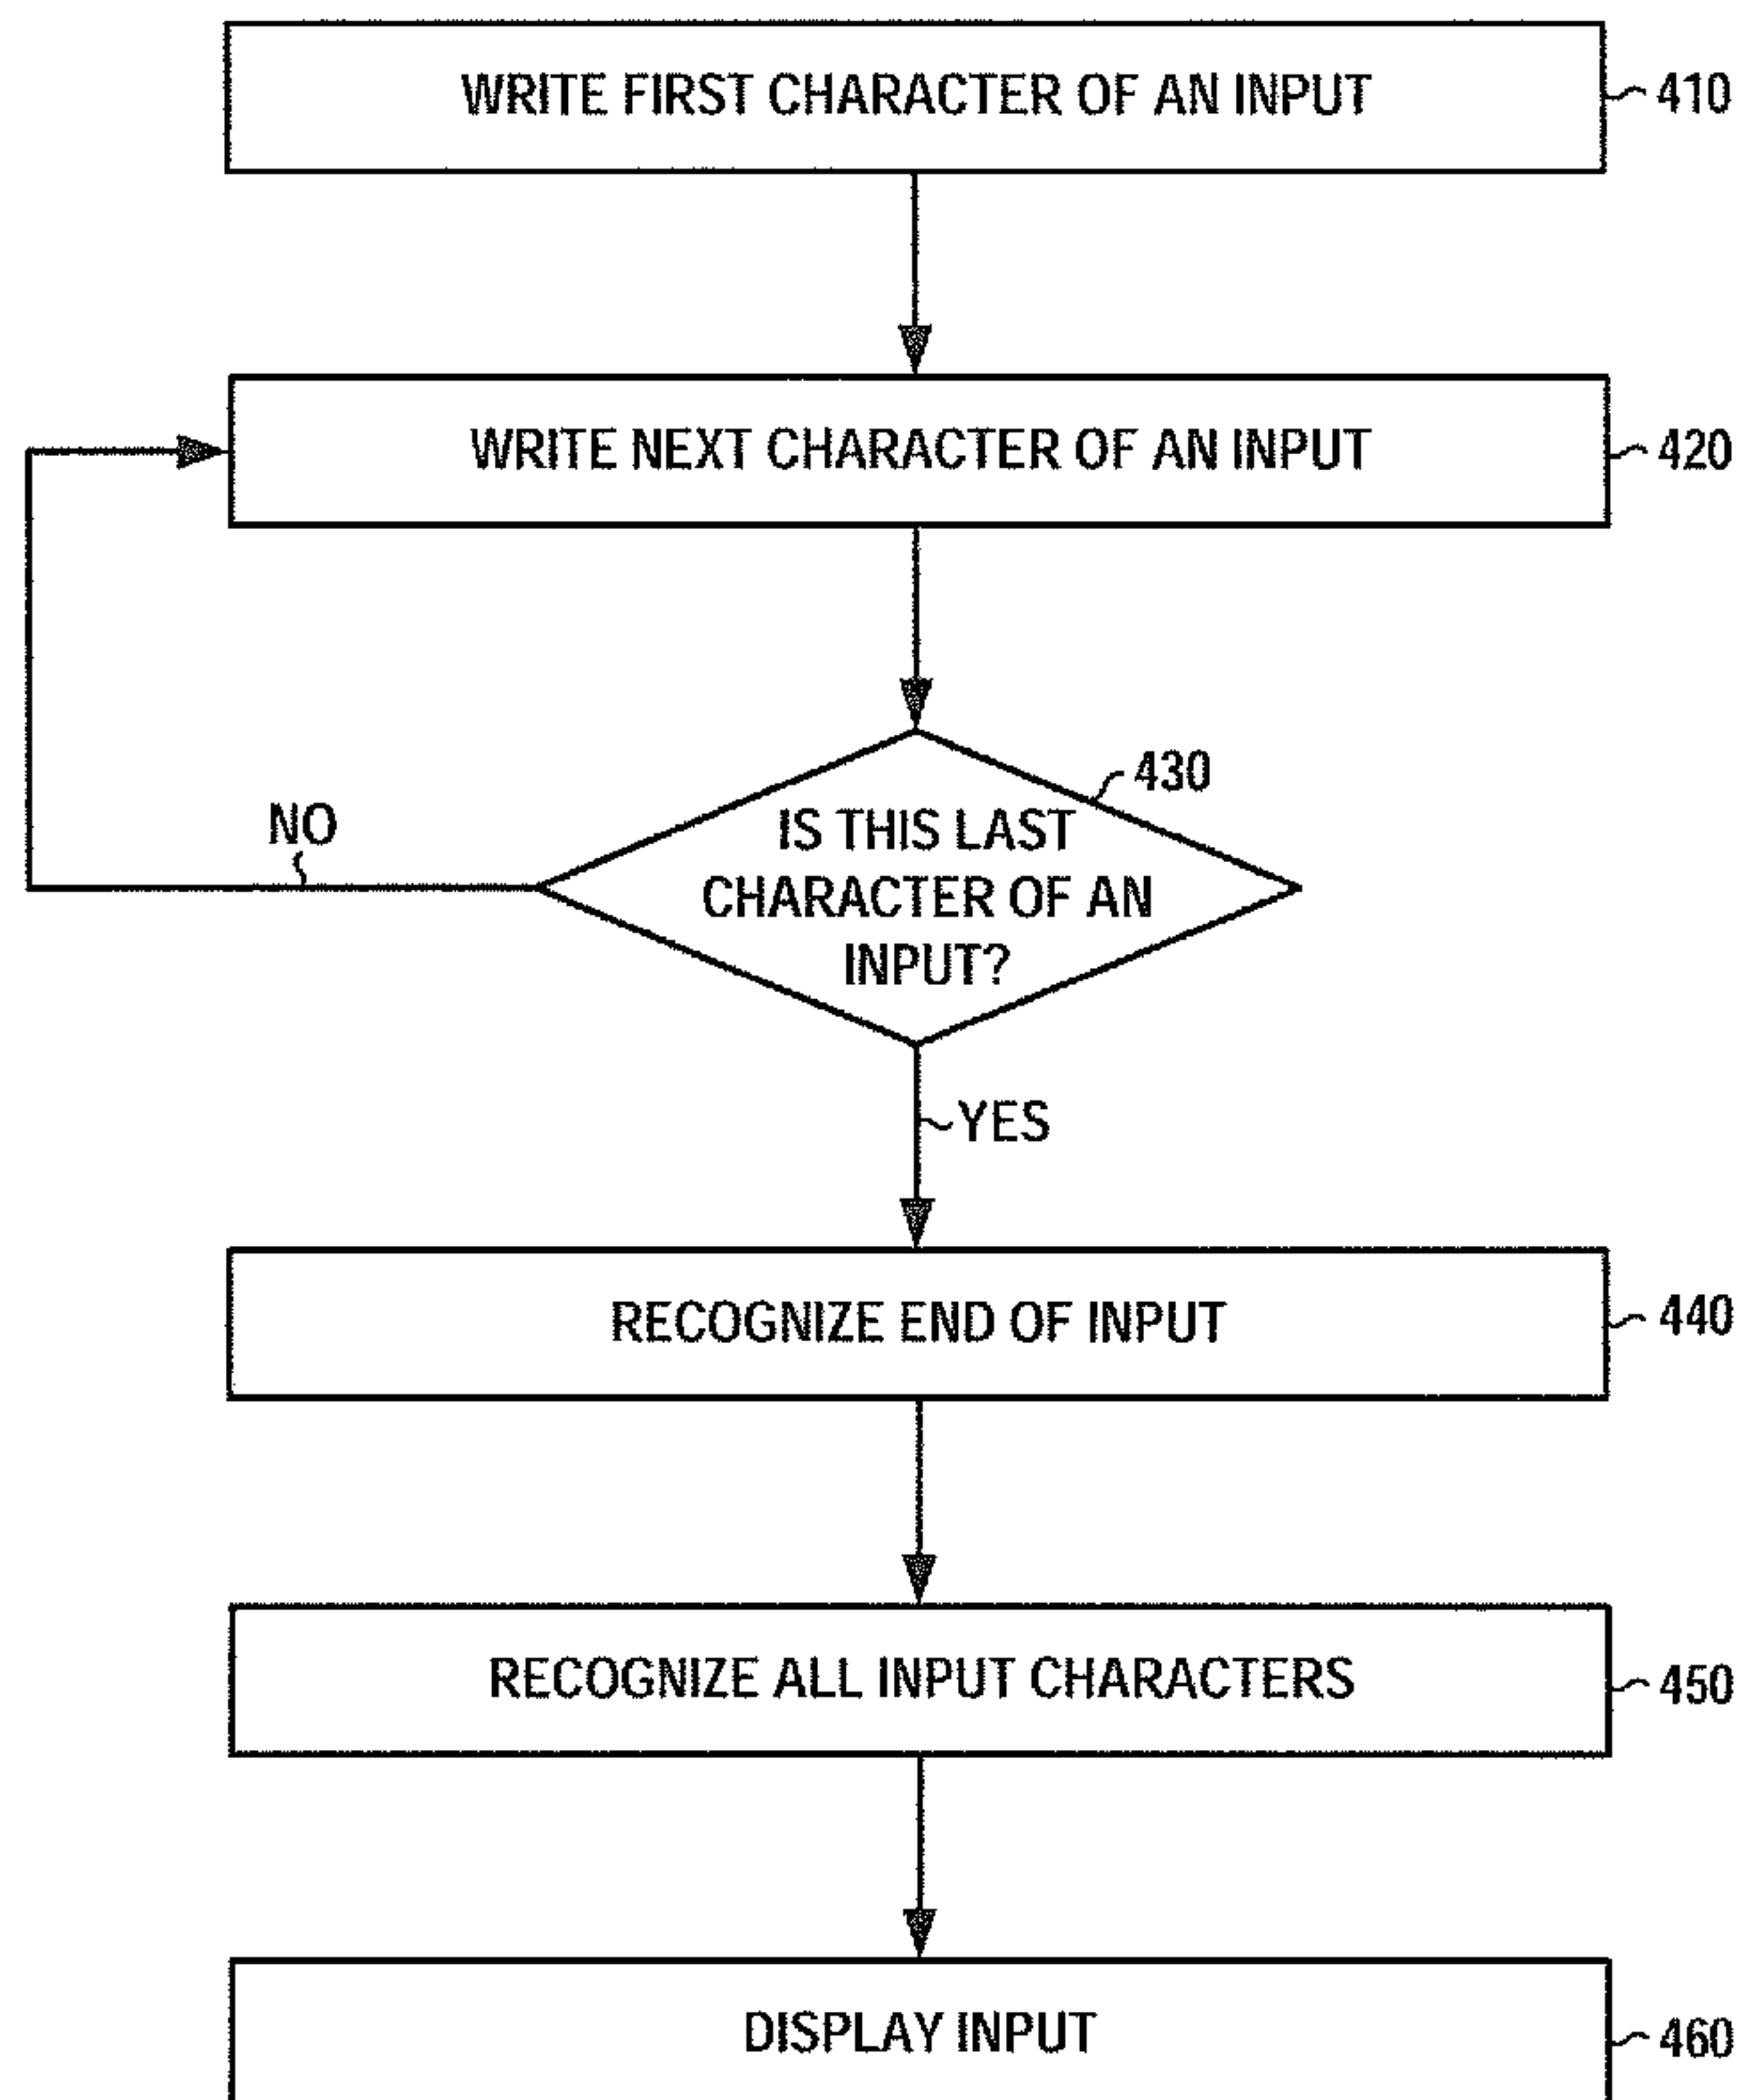 WRITE FIRST CHARACTER OF AN INPUT
410
WRITE NEXT CHARACTER OF AN INPUT
420
430
IS THIS LAST
CHARACTER OF AN
INPUT?
NO
YES
RECOGNIZE END OF INPUT
440
RECOGNIZE ALL INPUT CHARACTERS
450
DISPLAY INPUT
460